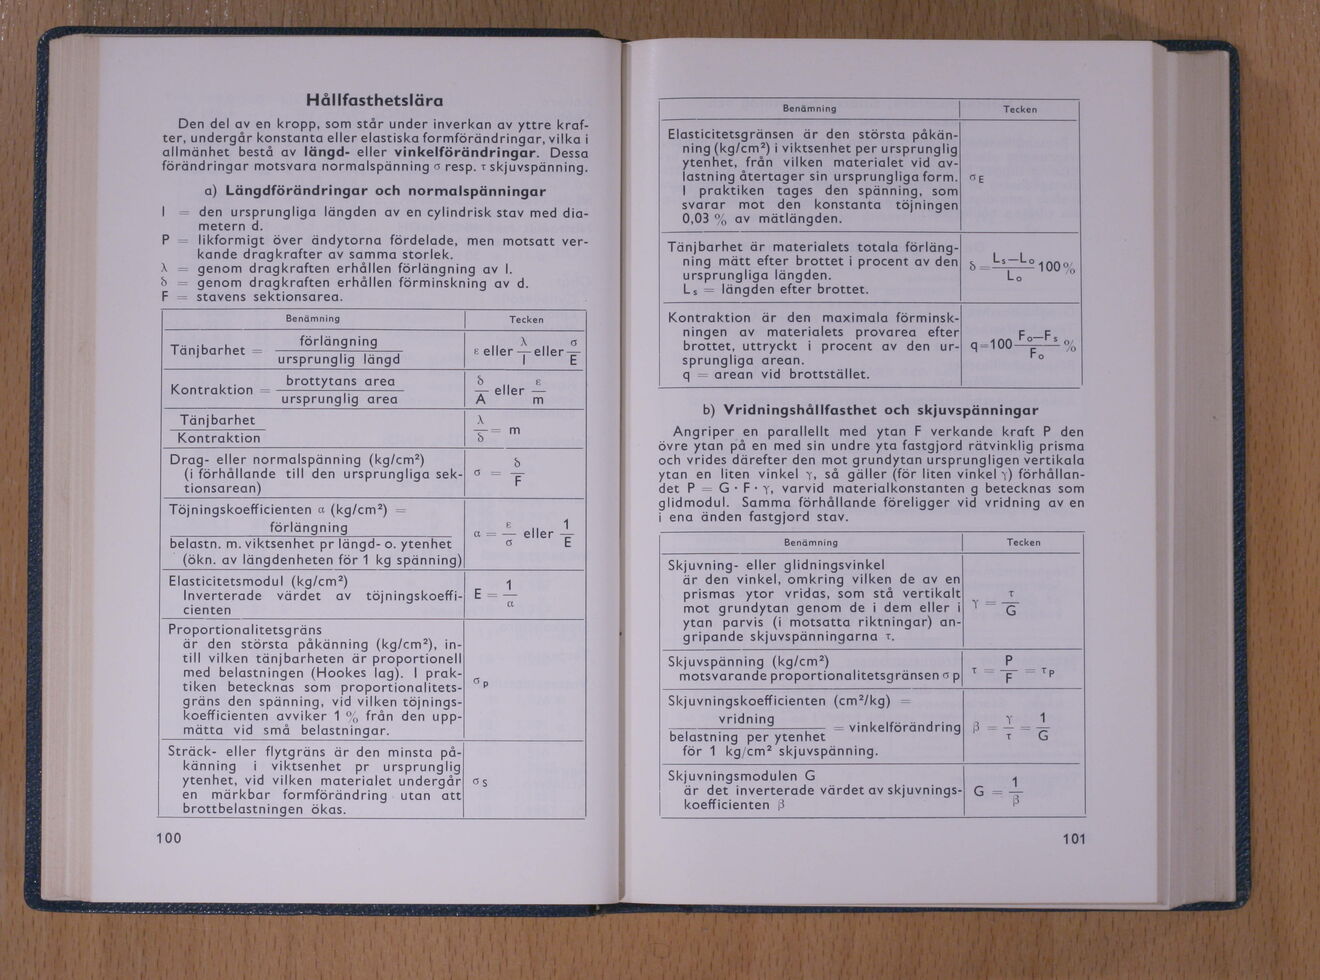 Hållfasthetslära
Den del av en kropp, som står under inverkan av yttre kraf-
ter, undergår konstanta eller elastiska formförändringar, vilka i
allmänhet bestå av längd- eller vinkelförändringar. Dessa
förändringar motsvara normalspänning σ resp. τ skjuvspänning.
a) Längdförändringar och normalspänningar
l = den ursprungliga längden av en cylindrisk stav med dia-
metern d.
P = likformigt över ändytorna fördelade, men motsatt ver-
kande dragkrafter av samma storlek.
λ = genom dragkraften erhållen förlängning av l.
δ = genom dragkraften erhållen förminskning av d.
F = stavens sektionsarea.
Benämning Tecken
Tänjbarhet = förlängning / ursprunglig längd ε eller λ/l eller σ/E
Kontraktion = brottytans area / ursprunglig area δ/A eller ε/m
Tänjbarhet / Kontraktion λ/δ = m
Drag- eller normalspänning (kg/cm²)
(i förhållande till den ursprungliga sek- σ = δ/F
tionsarean)
Töjningskoefficienten α (kg/cm²) =
förlängning
belastn. m. viktsenhet pr längd- o. ytenhet α = ε/σ eller 1/E
(ökn. av längdenheten för 1 kg spänning)
Elasticitetsmodul (kg/cm²)
Inverterade värdet av töjningskoeffi- E = 1/α
cienten
Proportionalitetsgräns
är den största påkänning (kg/cm²), in-
till vilken tänjbarheten är proportionell
med belastningen (Hookes lag). I prak-
tiken betecknas som proportionalitets- σP
gräns den spänning, vid vilken töjnings-
koefficienten avviker 1 % från den upp-
mätta vid små belastningar.
Sträck- eller flytgräns är den minsta på-
känning i viktsenhet pr ursprunglig
ytenhet, vid vilken materialet undergår σS
en märkbar formförändring utan att
brottbelastningen ökas.
100
Benämning Tecken
Elasticitetsgränsen är den största påkän-
ning (kg/cm²) i viktsenhet per ursprunglig
ytenhet, från vilken materialet vid av-
lastning återtager sin ursprungliga form. σE
I praktiken tages den spänning, som
svarar mot den konstanta töjningen
0,03 % av mätlängden.
Tänjbarhet är materialets totala förläng-
ning mätt efter brottet i procent av den δ = Ls—Lo / Lo 100%
ursprungliga längden.
Ls = längden efter brottet.
Kontraktion är den maximala förminsk-
ningen av materialets provarea efter
brottet, uttryckt i procent av den ur- q=100 Fo—Fs / Fo %
sprungliga arean.
q = arean vid brottstället.
b) Vridningshållfasthet och skjuvspänningar
Angriper en parallellt med ytan F verkande kraft P den
övre ytan på en med sin undre yta fastgjord rätvinklig prisma
och vrides därefter den mot grundytan ursprungligen vertikala
ytan en liten vinkel γ, så gäller (för liten vinkel γ) förhållan-
det P = G · F · γ, varvid materialkonstanten g betecknas som
glidmodul. Samma förhållande föreligger vid vridning av en
i ena änden fastgjord stav.
Benämning Tecken
Skjuvning- eller glidningsvinkel
är den vinkel, omkring vilken de av en
prismas ytor vridas, som stå vertikalt
mot grundytan genom de i dem eller i γ = τ/G
ytan parvis (i motsatta riktningar) an-
gripande skjuvspänningarna τ.
Skjuvspänning (kg/cm²)
motsvarande proportionalitetsgränsen σP τ = P/F = τP
Skjuvningskoefficienten (cm²/kg) =
vridning / belastning per ytenhet = vinkelförändring β = γ/τ = 1/G
för 1 kg/cm² skjuvspänning.
Skjuvningsmodulen G
är det inverterade värdet av skjuvnings- G = 1/β
koefficienten β
101